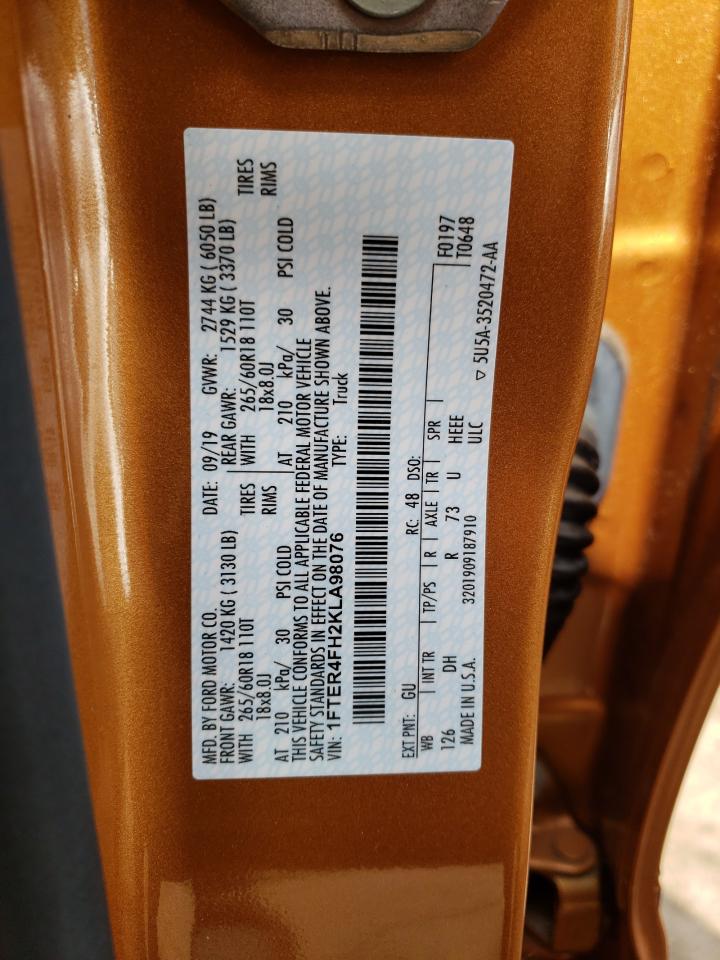 MFD. BY FORD MOTOR CO. DATE: 09/19 GVWR: 2744 KG ( 6050 LB)
FRONT GAWR: 1420 KG ( 3130 LB) REAR GAWR: 1529 KG ( 3370 LB)
WITH 265/60R18 110T TIRES WITH 265/60R18 110T TIRES
18x8.0J RIMS 18x8.0J RIMS
AT 210 kPa/ 30 PSI COLD AT 210 kPa/ 30 PSI COLD
THIS VEHICLE CONFORMS TO ALL APPLICABLE FEDERAL MOTOR VEHICLE
SAFETY STANDARDS IN EFFECT ON THE DATE OF MANUFACTURE SHOWN ABOVE.
VIN: 1FTER4FH2KLA98076 TYPE: Truck
EXT PNT: GU RC: 48 DSO: F0197
WB INT TR TP/PS R AXLE TR SPR T0648
126 DH R 73 U HEEE
MADE IN U.S.A. 3201909187910 ULC ▽ 5U5A-3520472-AA